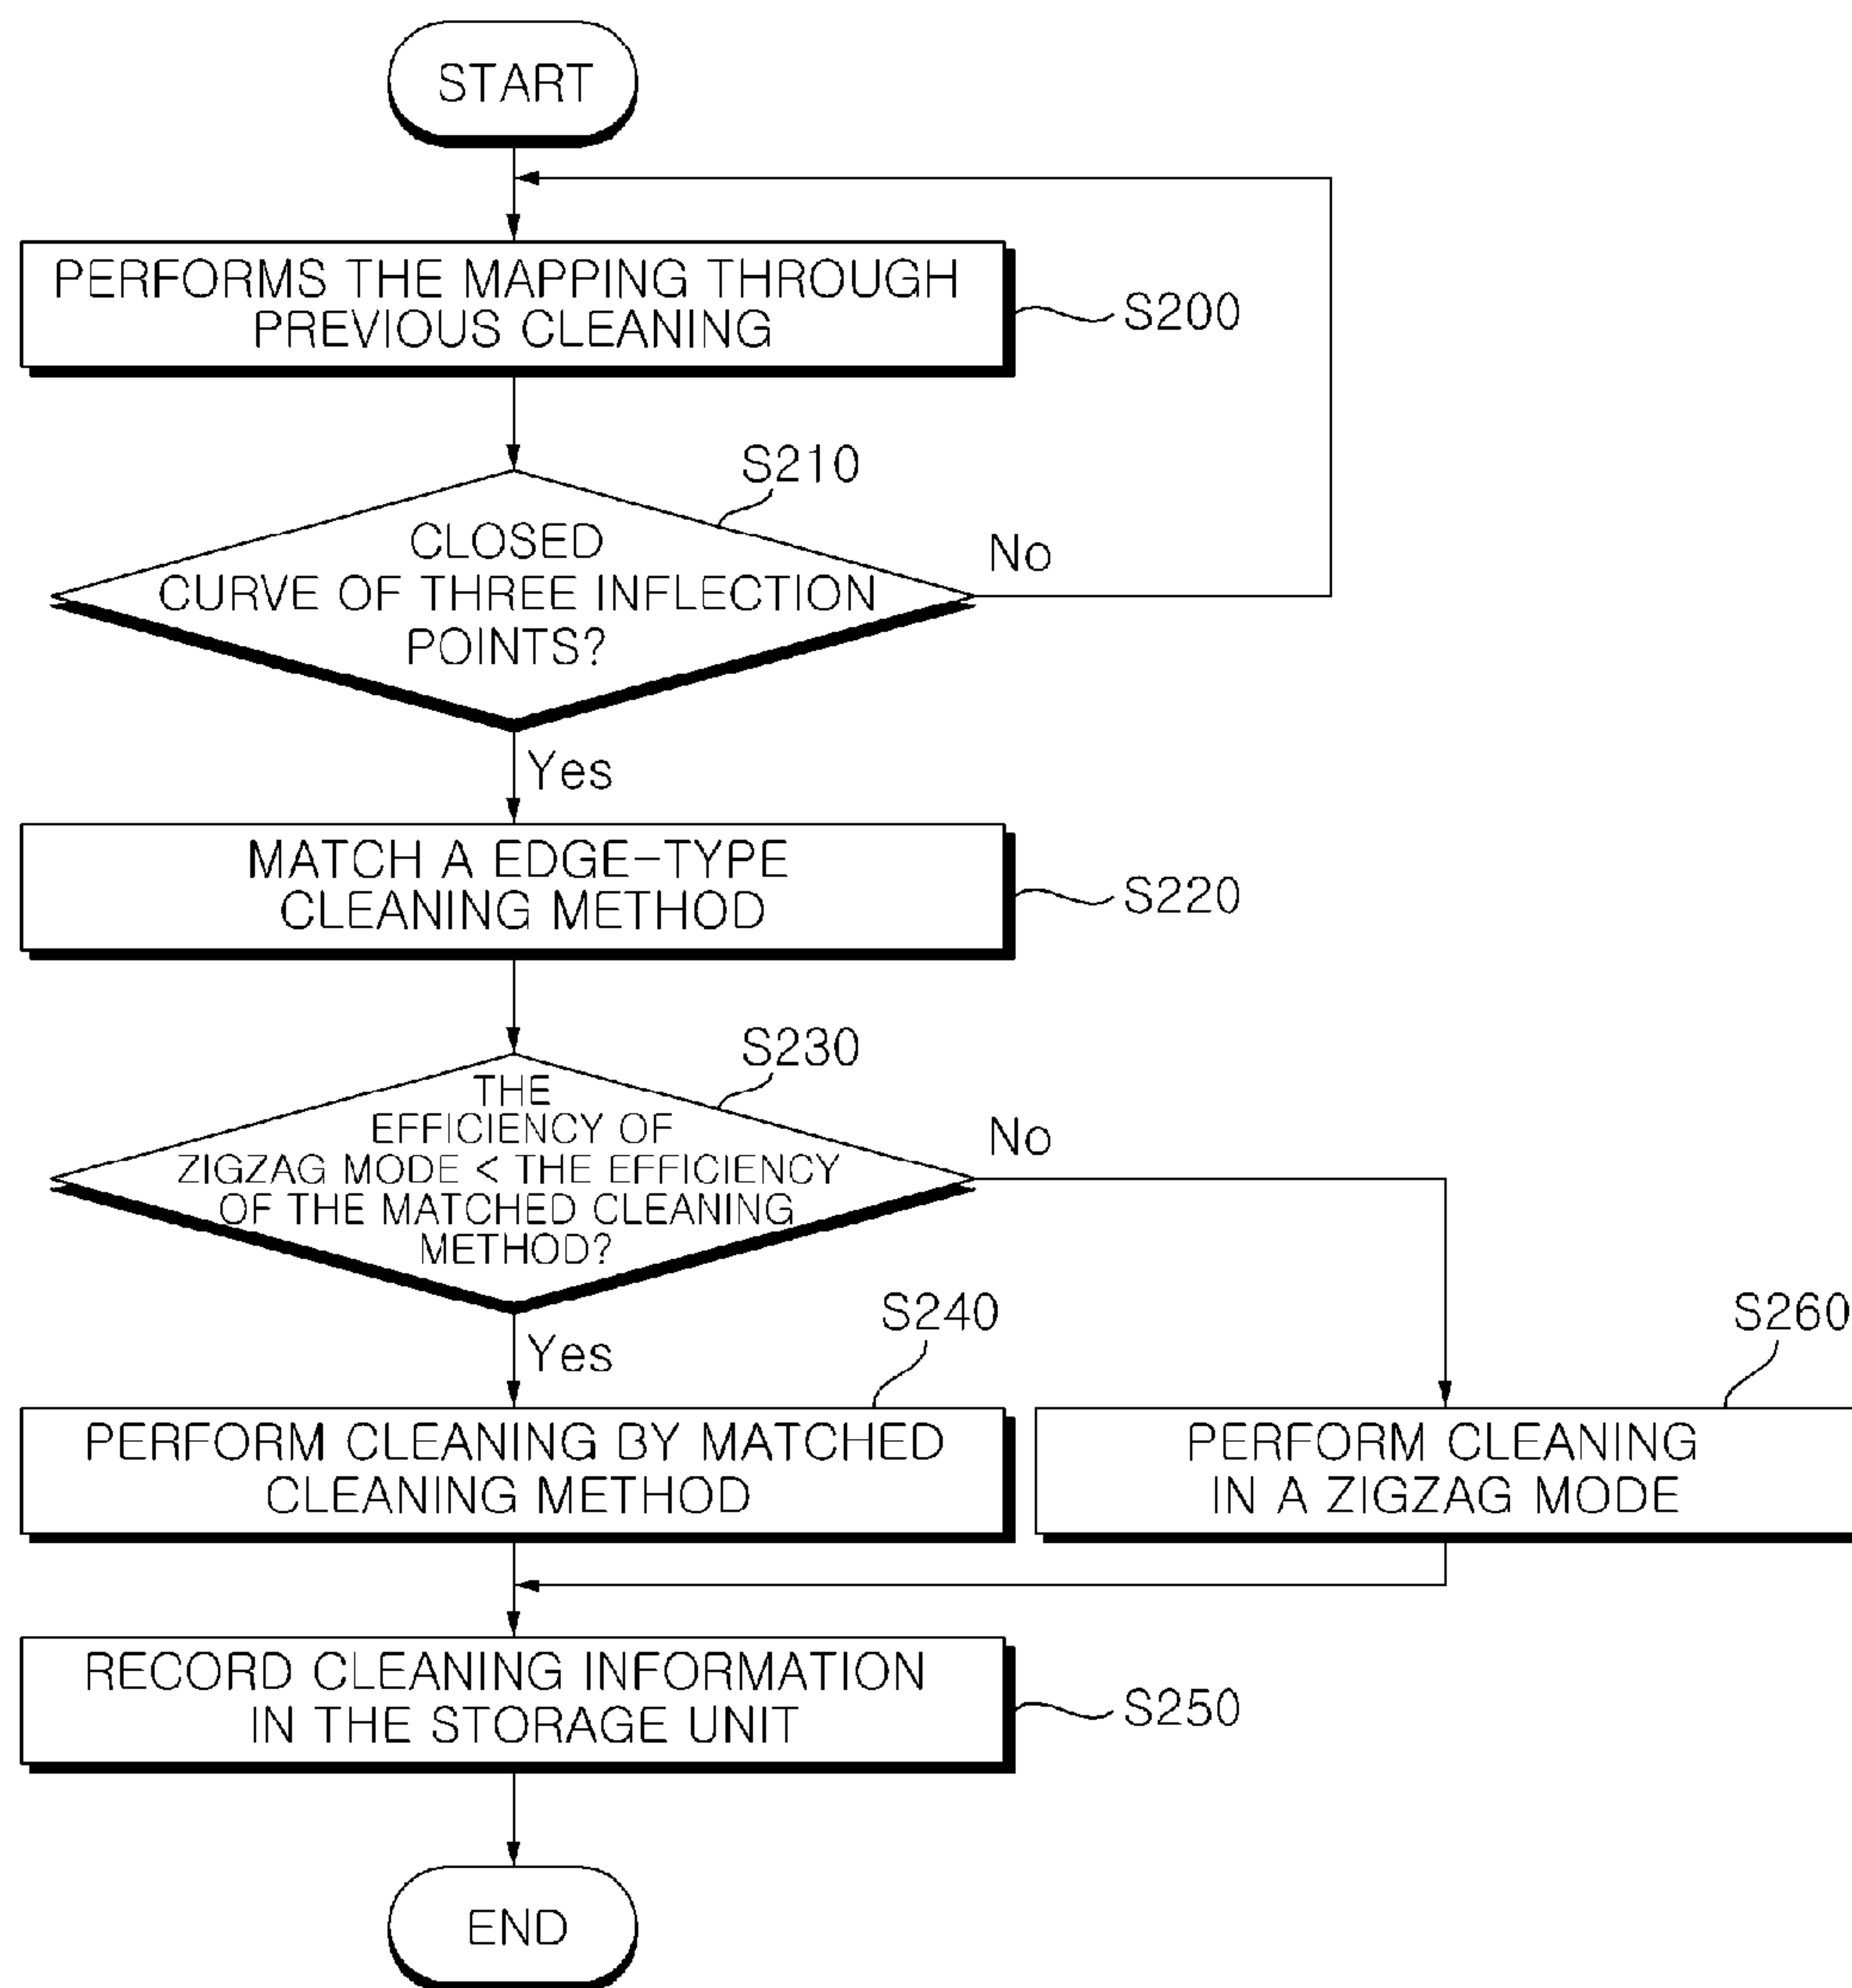 START
PERFORMS THE MAPPING THROUGH
PREVIOUS CLEANING
S200
S210
CLOSED
CURVE OF THREE INFLECTION
POINTS?
No
Yes
MATCH A EDGE-TYPE
CLEANING METHOD
S220
S230
THE
EFFICIENCY OF
ZIGZAG MODE < THE EFFICIENCY
OF THE MATCHED CLEANING
METHOD?
No
Yes
S240
S260
PERFORM CLEANING BY MATCHED
CLEANING METHOD
PERFORM CLEANING
IN A ZIGZAG MODE
RECORD CLEANING INFORMATION
IN THE STORAGE UNIT
S250
END